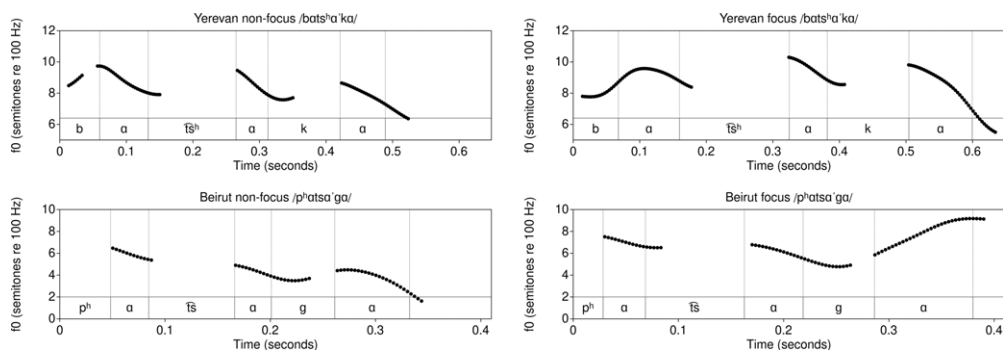 Yerevan non-focus /bɑtsʰɑˈkɑ/
f0 (semitones re 100 Hz)
12
10
8
6
b ɑ t͡sʰ ɑ k ɑ
0 0.1 0.2 0.3 0.4 0.5 0.6
Time (seconds)
Yerevan focus /bɑtsʰɑˈkɑ/
f0 (semitones re 100 Hz)
12
10
8
6
b ɑ t͡sʰ ɑ k ɑ
0 0.1 0.2 0.3 0.4 0.5 0.6
Time (seconds)
Beirut non-focus /pʰɑtsɑˈgɑ/
f0 (semitones re 100 Hz)
10
8
6
4
2
0
pʰ ɑ t͡s ɑ g ɑ
0 0.1 0.2 0.3 0.4
Time (seconds)
Beirut focus /pʰɑtsɑˈgɑ/
f0 (semitones re 100 Hz)
10
8
6
4
2
0
pʰ ɑ t͡s ɑ g ɑ
0 0.1 0.2 0.3 0.4
Time (seconds)